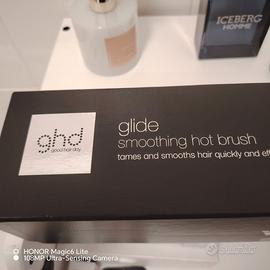 ICEBERG
HOMME
ghd
good hair day
glide
smoothing hot brush
tames and smooths hair quickly and eff
HONOR Magic6 Lite
108MP Ultra-Sensing Camera